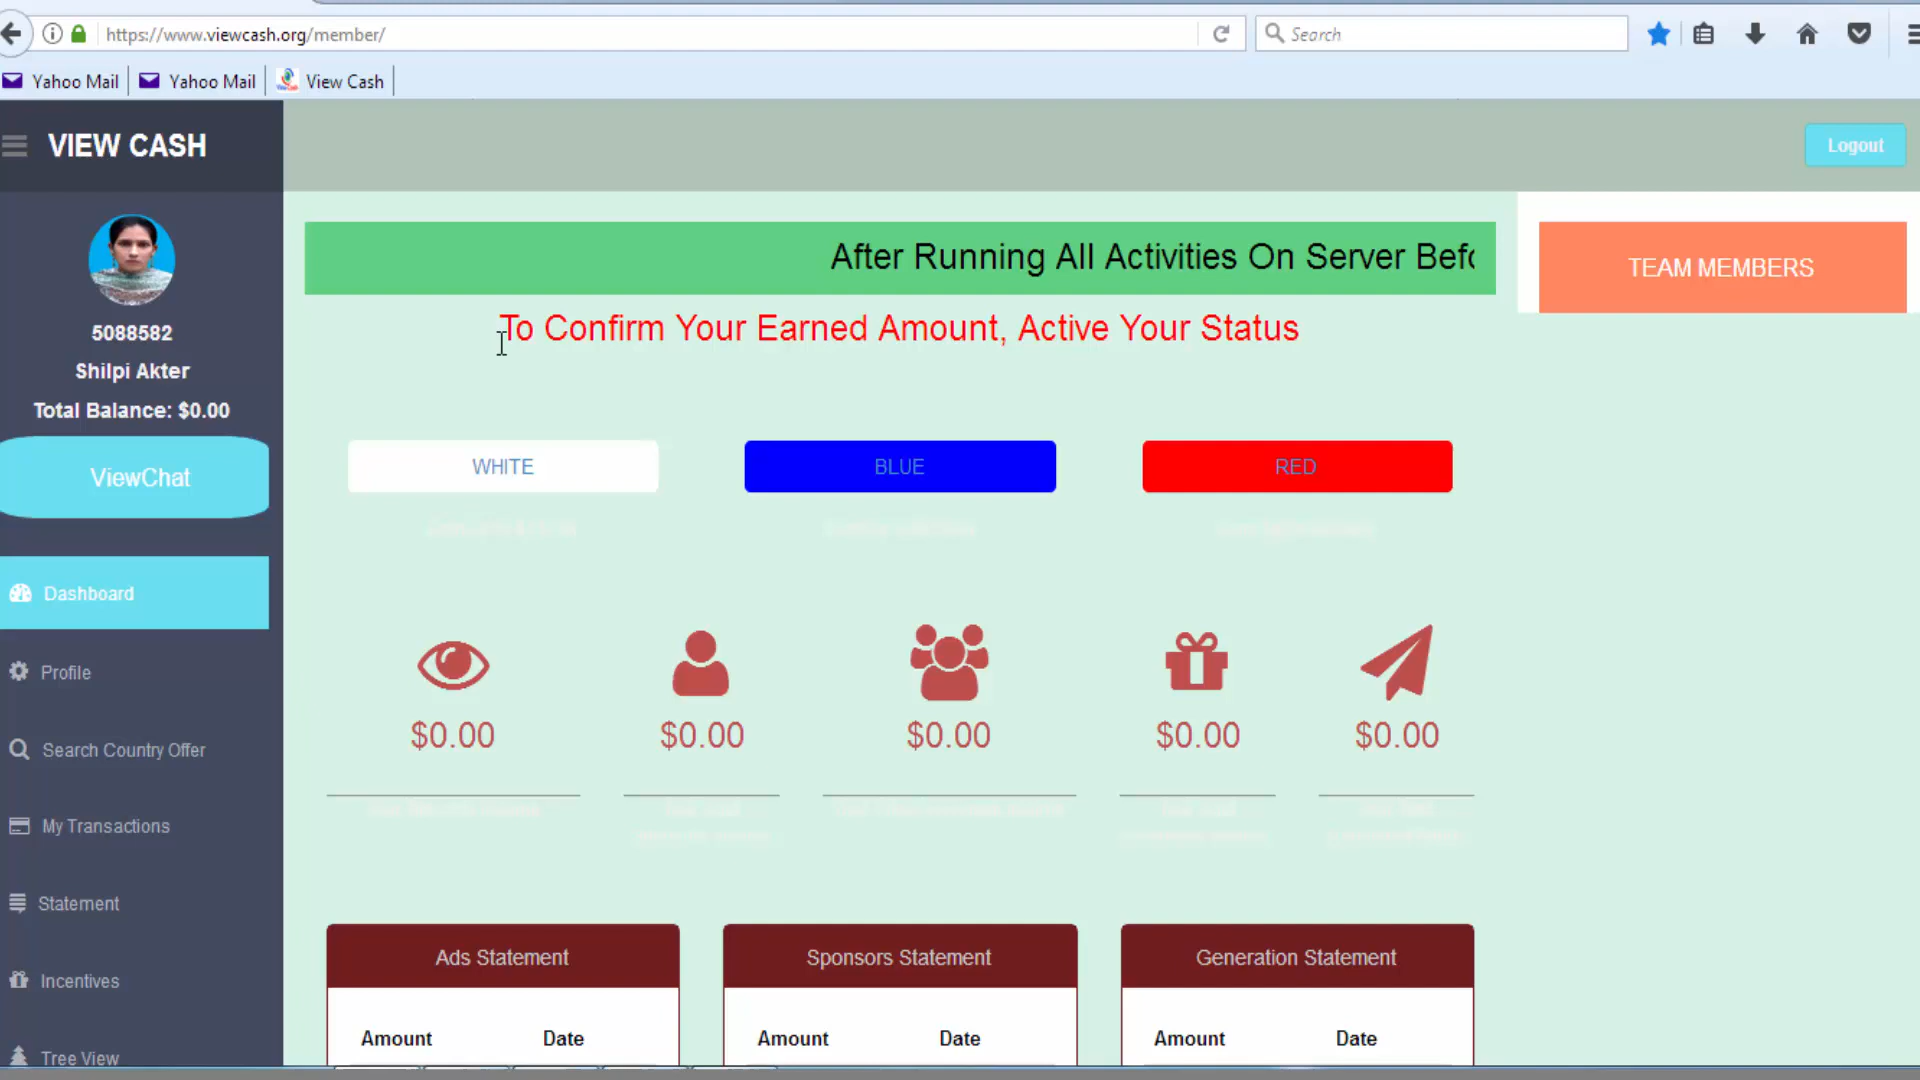 https://www.viewcash.org/member/
Search
Yahoo Mail
Yahoo Mail
View Cash
VIEW CASH
Logout
After Running All Activities On Server Befo
TEAM MEMBERS
To Confirm Your Earned Amount, Active Your Status
5088582
Shilpi Akter
Total Balance: $0.00
ViewChat
WHITE
BLUE
RED
Dashboard
Profile
Search Country Offer
My Transactions
Statement
Incentives
Tree View
$0.00
$0.00
$0.00
$0.00
$0.00
Ads Statement
Sponsors Statement
Generation Statement
Amount Date
Amount Date
Amount Date